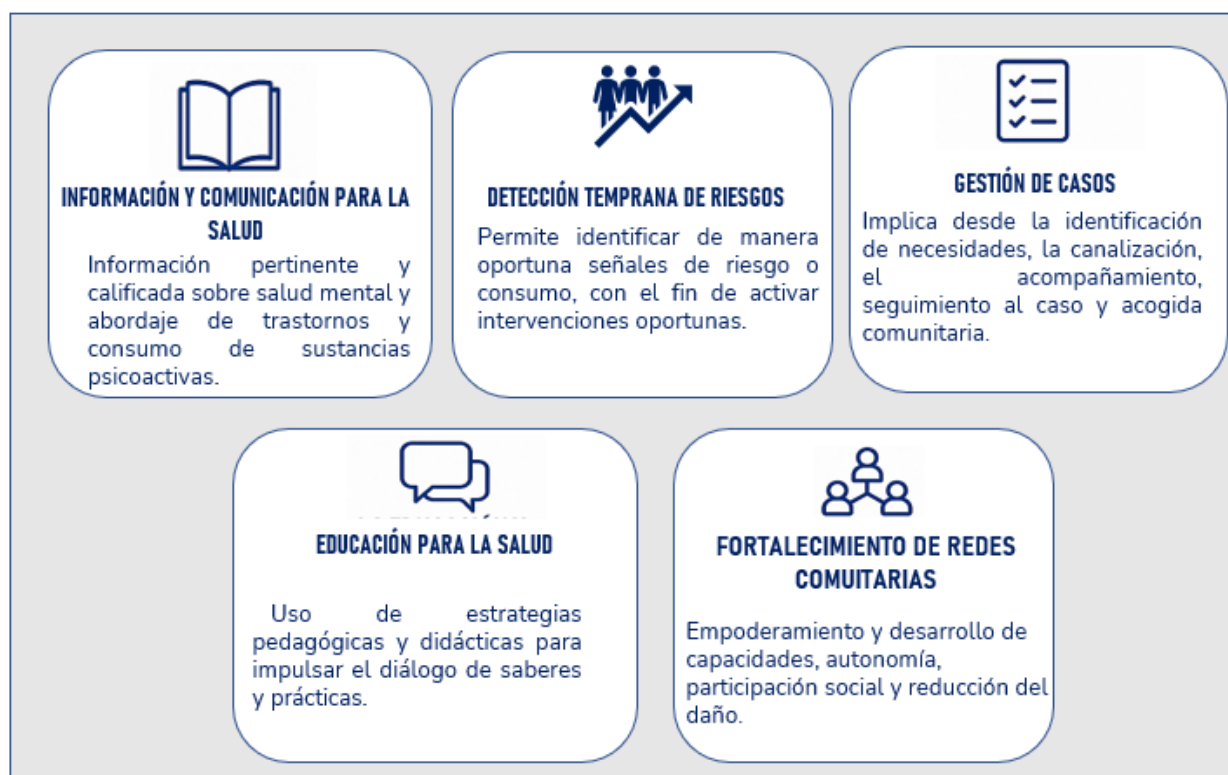 INFORMACIÓN Y COMUNICACIÓN PARA LA
SALUD
Información pertinente y
calificada sobre salud mental y
abordaje de trastornos y
consumo de sustancias
psicoactivas.
DETECCIÓN TEMPRANA DE RIESGOS
Permite identificar de manera
oportuna señales de riesgo o
consumo, con el fin de activar
intervenciones oportunas.
GESTIÓN DE CASOS
Implica desde la identificación
de necesidades, la canalización,
el acompañamiento,
seguimiento al caso y acogida
comunitaria.
EDUCACIÓN PARA LA SALUD
Uso de estrategias
pedagógicas y didácticas para
impulsar el diálogo de saberes
y prácticas.
FORTALECIMIENTO DE REDES
COMUITARIAS
Empoderamiento y desarrollo de
capacidades, autonomía,
participación social y reducción del
daño.